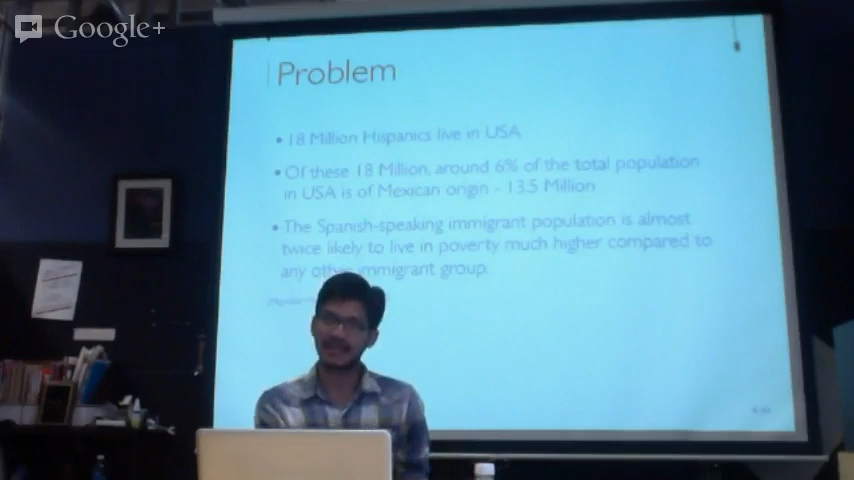 Google+
Problem
• 18 Million Hispanics live in USA
• Of these 18 Million, around 6% of the total population
in USA is of Mexican origin - 13.5 Million
• The Spanish-speaking immigrant population is almost
twice likely to live in poverty much higher compared to
any other immigrant group.